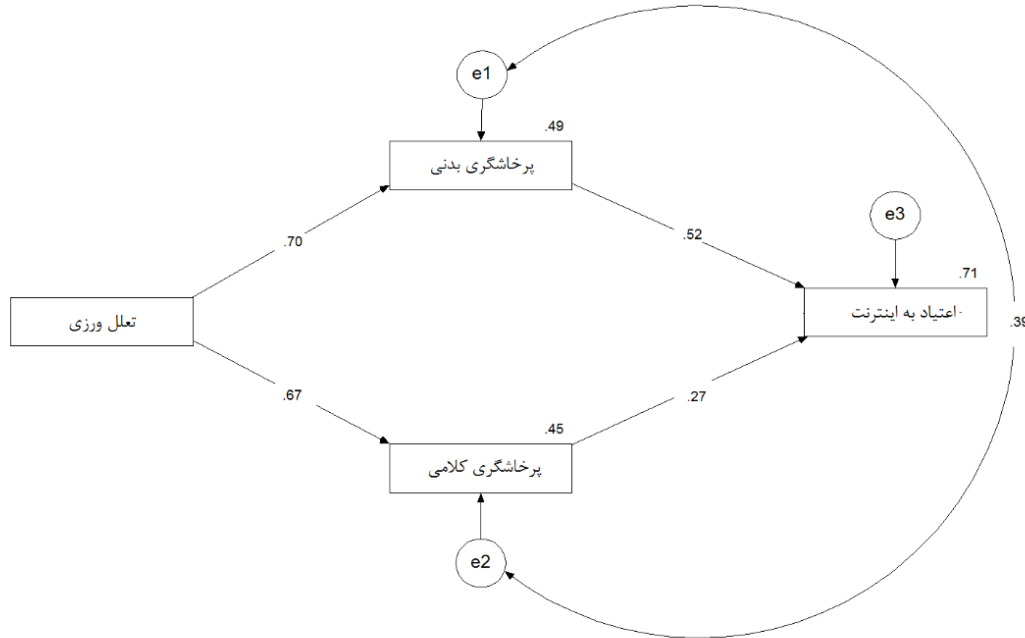 e1
.49
پرخاشگری بدنی
e3
.70
.52
.71
تعلل ورزی
اعتیاد به اینترنت
.39
.67
.27
.45
پرخاشگری کلامی
e2